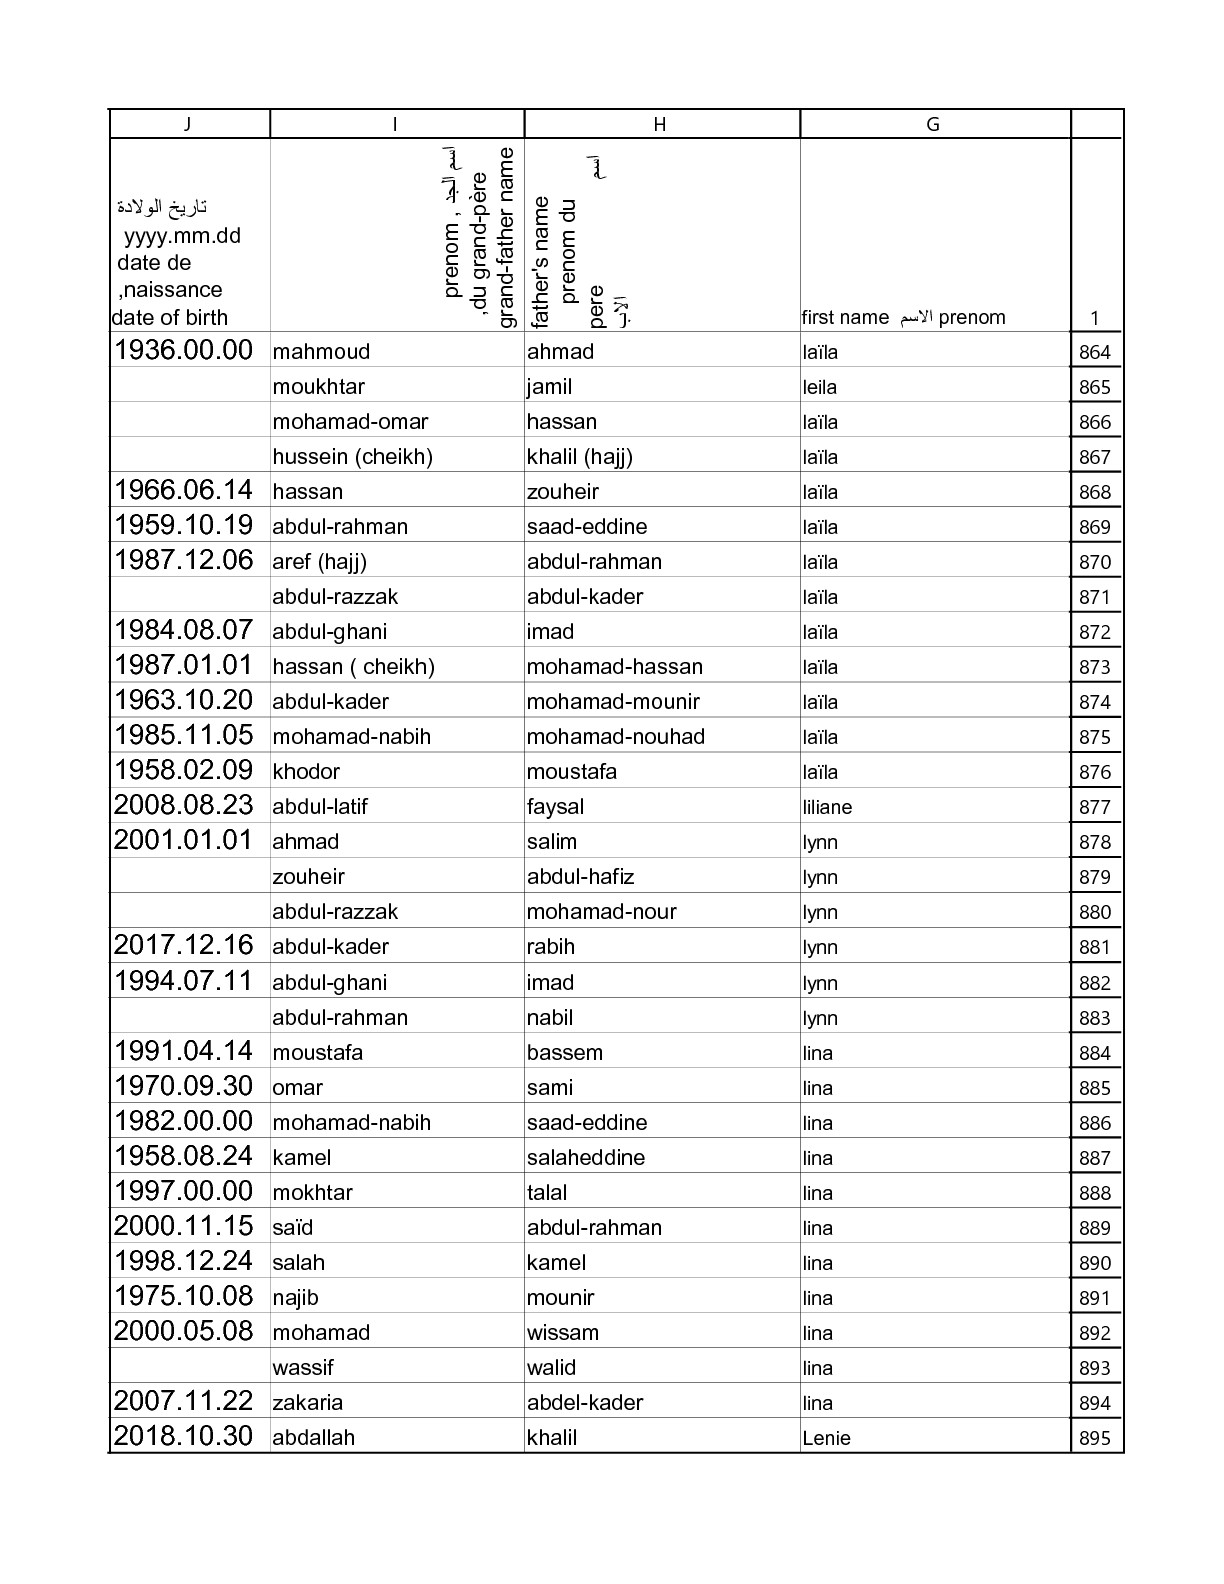 J I H G
تاريخ الولادة
yyyy.mm.dd
date de
,naissance
date of birth
prenom , اسم الجد
,du grand-père
grand-father name
father's name
prenom du
pere
اسم
الاب
first name الاسم prenom 1
1936.00.00 mahmoud ahmad laïla 864
moukhtar jamil leila 865
mohamad-omar hassan laïla 866
hussein (cheikh) khalil (hajj) laïla 867
1966.06.14 hassan zouheir laïla 868
1959.10.19 abdul-rahman saad-eddine laïla 869
1987.12.06 aref (hajj) abdul-rahman laïla 870
abdul-razzak abdul-kader laïla 871
1984.08.07 abdul-ghani imad laïla 872
1987.01.01 hassan ( cheikh) mohamad-hassan laïla 873
1963.10.20 abdul-kader mohamad-mounir laïla 874
1985.11.05 mohamad-nabih mohamad-nouhad laïla 875
1958.02.09 khodor moustafa laïla 876
2008.08.23 abdul-latif faysal liliane 877
2001.01.01 ahmad salim lynn 878
zouheir abdul-hafiz lynn 879
abdul-razzak mohamad-nour lynn 880
2017.12.16 abdul-kader rabih lynn 881
1994.07.11 abdul-ghani imad lynn 882
abdul-rahman nabil lynn 883
1991.04.14 moustafa bassem lina 884
1970.09.30 omar sami lina 885
1982.00.00 mohamad-nabih saad-eddine lina 886
1958.08.24 kamel salaheddine lina 887
1997.00.00 mokhtar talal lina 888
2000.11.15 saïd abdul-rahman lina 889
1998.12.24 salah kamel lina 890
1975.10.08 najib mounir lina 891
2000.05.08 mohamad wissam lina 892
wassif walid lina 893
2007.11.22 zakaria abdel-kader lina 894
2018.10.30 abdallah khalil Lenie 895